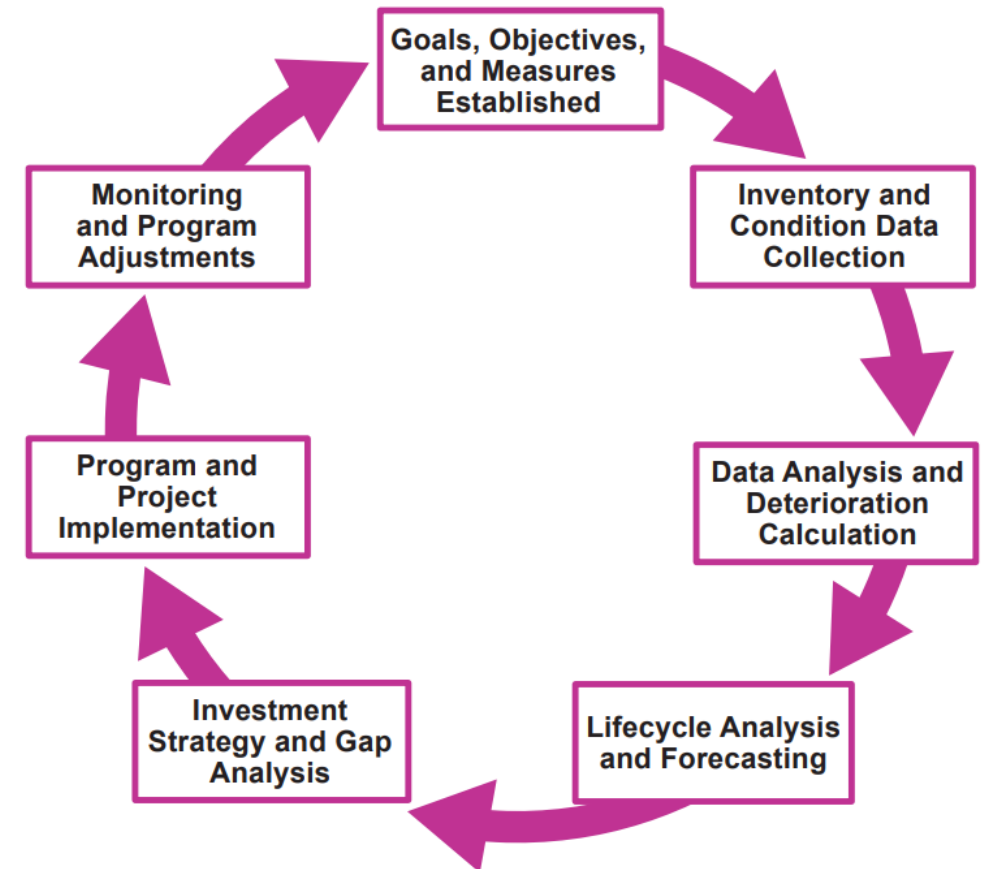 Goals, Objectives,
and Measures
Established
Inventory and
Condition Data
Collection
Data Analysis and
Deterioration
Calculation
Lifecycle Analysis
and Forecasting
Investment
Strategy and Gap
Analysis
Program and
Project
Implementation
Monitoring
and Program
Adjustments